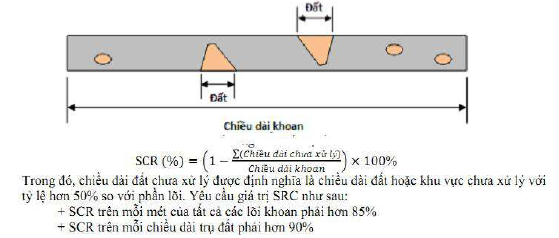 Đất
Đất
Chiều dài khoan
SCR (%) = (1 − ∑(Chiều dài chưa xử lý) / Chiều dài khoan) × 100%
Trong đó, chiều dài đất chưa xử lý được định nghĩa là chiều dài đất hoặc khu vực chưa xử lý với
tỷ lệ hơn 50% so với phần lõi. Yêu cầu giá trị SRC như sau:
+ SCR trên mỗi mét của tất cả các lõi khoan phải hơn 85%
+ SCR trên mỗi chiều dài trụ đất phải hơn 90%